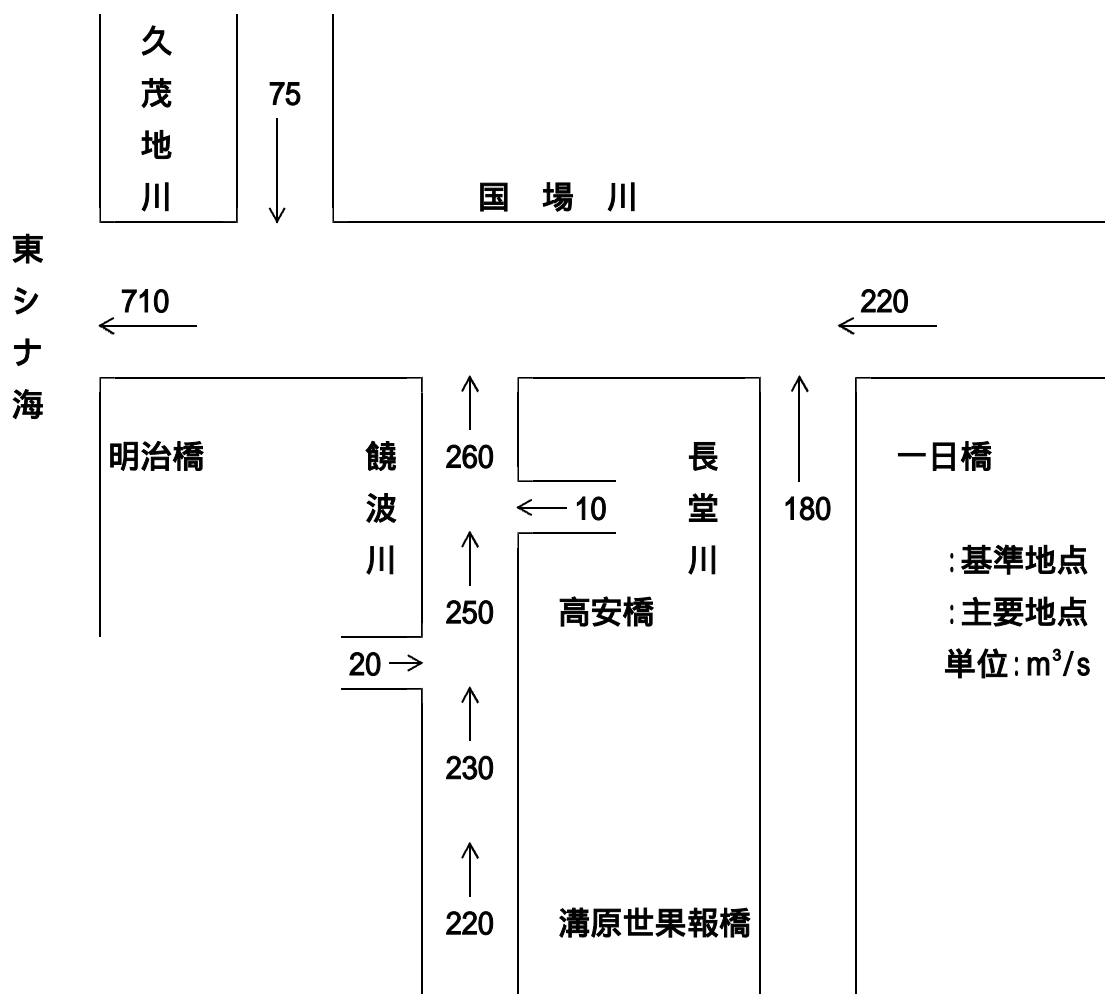 久茂地川
75
国場川
東シナ海
710
220
明治橋
饒波川
260
長堂川
一日橋
10
180
:基準地点
250
高安橋
:主要地点
20
単位:m³/s
230
220
溝原世果報橋